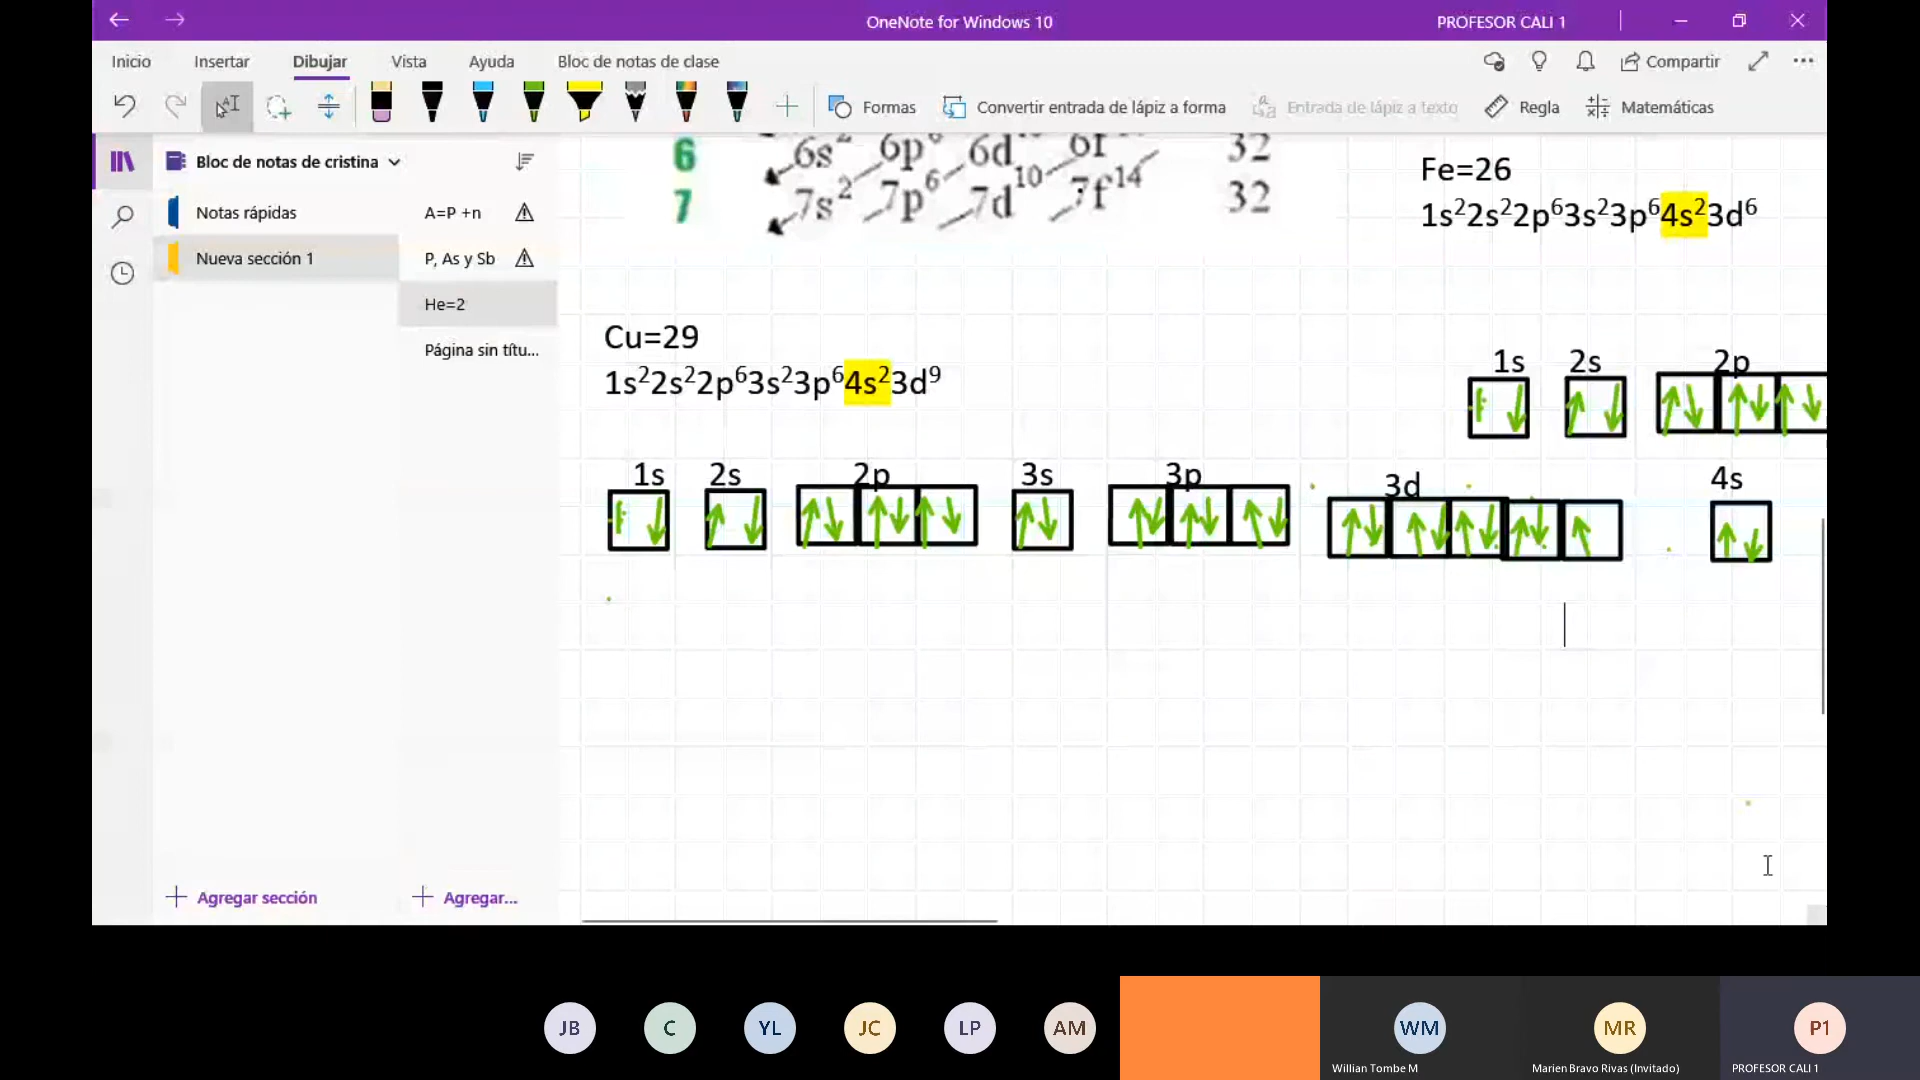 OneNote for Windows 10
PROFESOR CALI 1
Inicio Insertar Dibujar Vista Ayuda Bloc de notas de clase
Compartir
Formas Convertir entrada de lápiz a forma Entrada de lápiz a texto Regla Matemáticas
Bloc de notas de cristina
Notas rápidas
Nueva sección 1
A=P +n
P, As y Sb
He=2
Página sin títu...
6 6s² 6p⁶ 6d¹⁰ 6f 32
7 7s² 7p⁶ 7d¹⁰ 7f¹⁴ 32
Fe=26
1s²2s²2p⁶3s²3p⁶4s²3d⁶
Cu=29
1s²2s²2p⁶3s²3p⁶4s²3d⁹
1s 2s 2p
1s 2s 2p 3s 3p 3d 4s
Agregar sección
Agregar...
JB C YL JC LP AM WM MR P1
Willian Tombe M
Marien Bravo Rivas (Invitado)
PROFESOR CALI 1